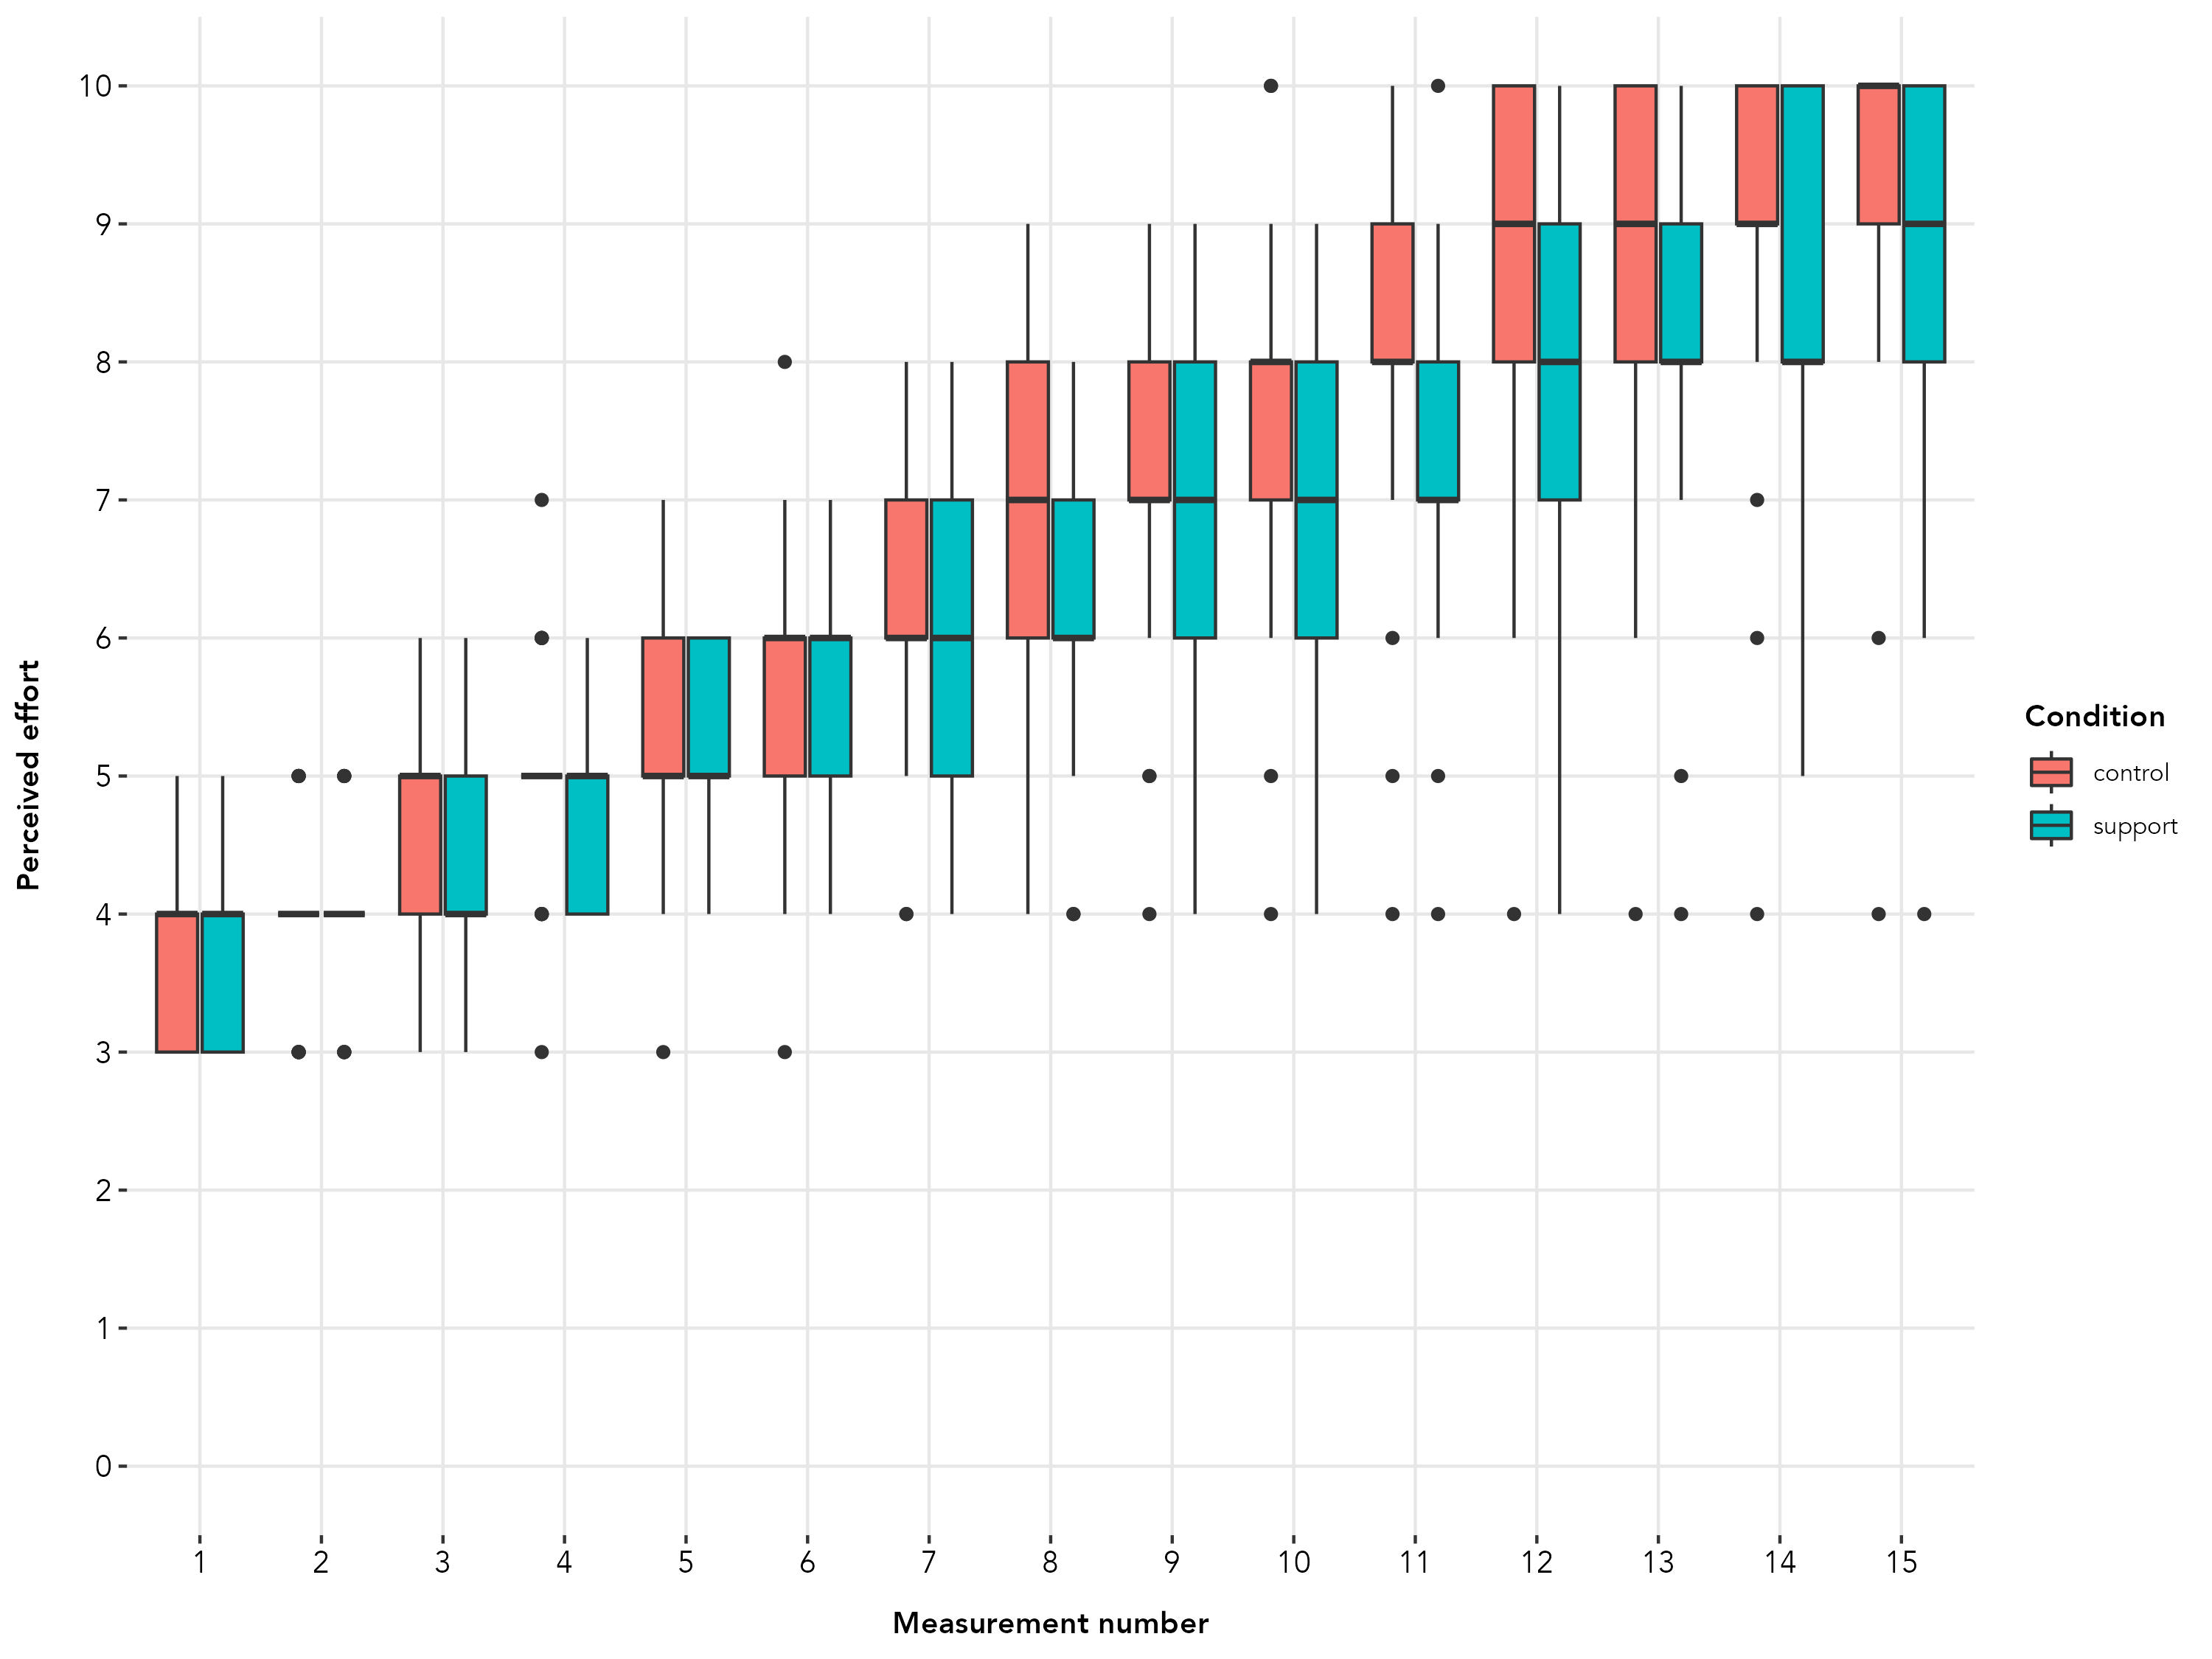 Perceived effort
10
9
8
7
6
5
4
3
2
1
0
1 2 3 4 5 6 7 8 9 10 11 12 13 14 15
Measurement number
Condition
control
support